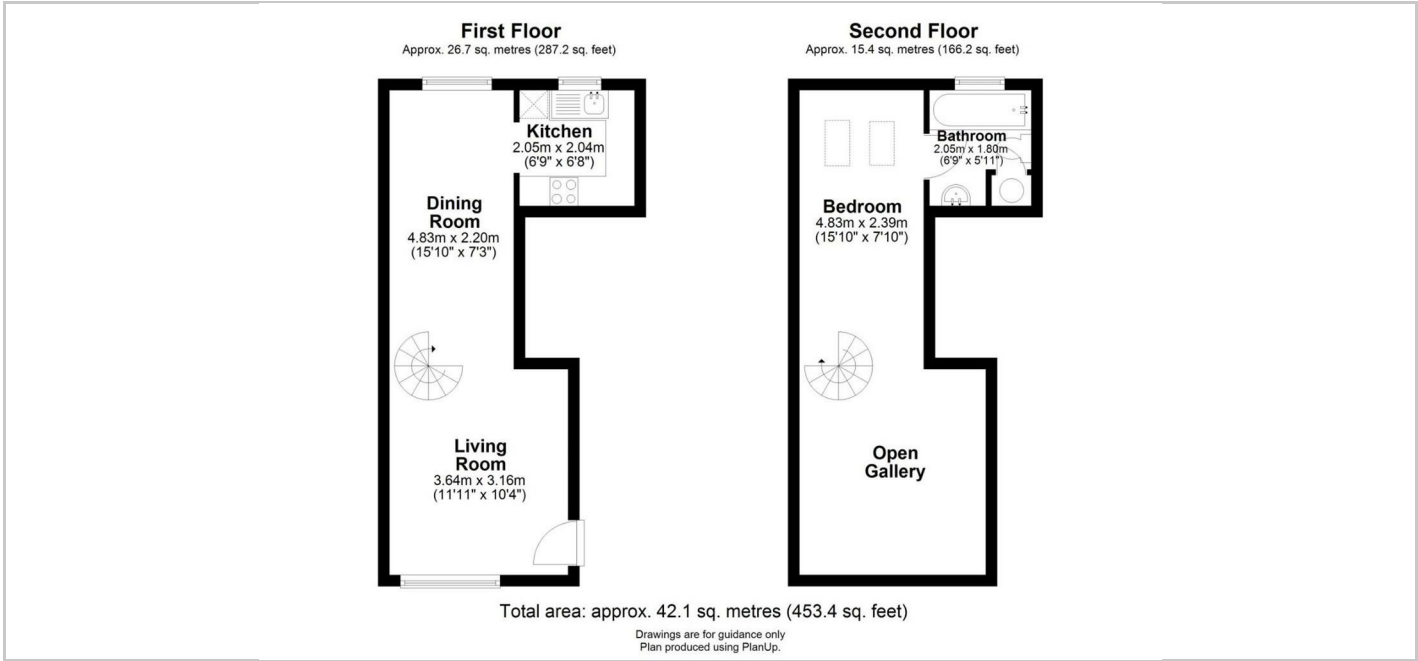 First Floor
Approx. 26.7 sq. metres (287.2 sq. feet)
Kitchen
2.05m x 2.04m
(6'9" x 6'8")
Dining
Room
4.83m x 2.20m
(15'10" x 7'3")
Living
Room
3.64m x 3.16m
(11'11" x 10'4")
Second Floor
Approx. 15.4 sq. metres (166.2 sq. feet)
Bathroom
2.05m x 1.80m
(6'9" x 5'11")
Bedroom
4.83m x 2.39m
(15'10" x 7'10")
Open
Gallery
Total area: approx. 42.1 sq. metres (453.4 sq. feet)
Drawings are for guidance only
Plan produced using PlanUp.